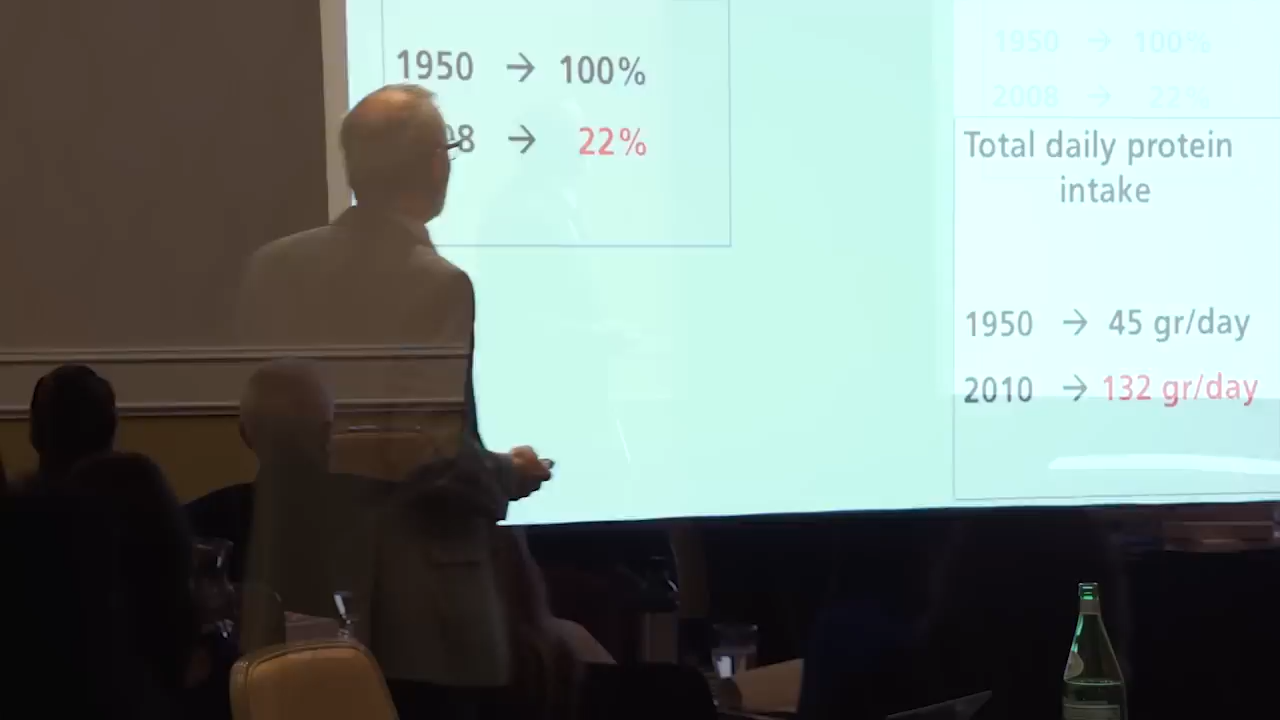 1950 → 100%
8 → 22%
1950 → 100%
2008 → 22%
Total daily protein
intake
1950 → 45 gr/day
2010 → 132 gr/day